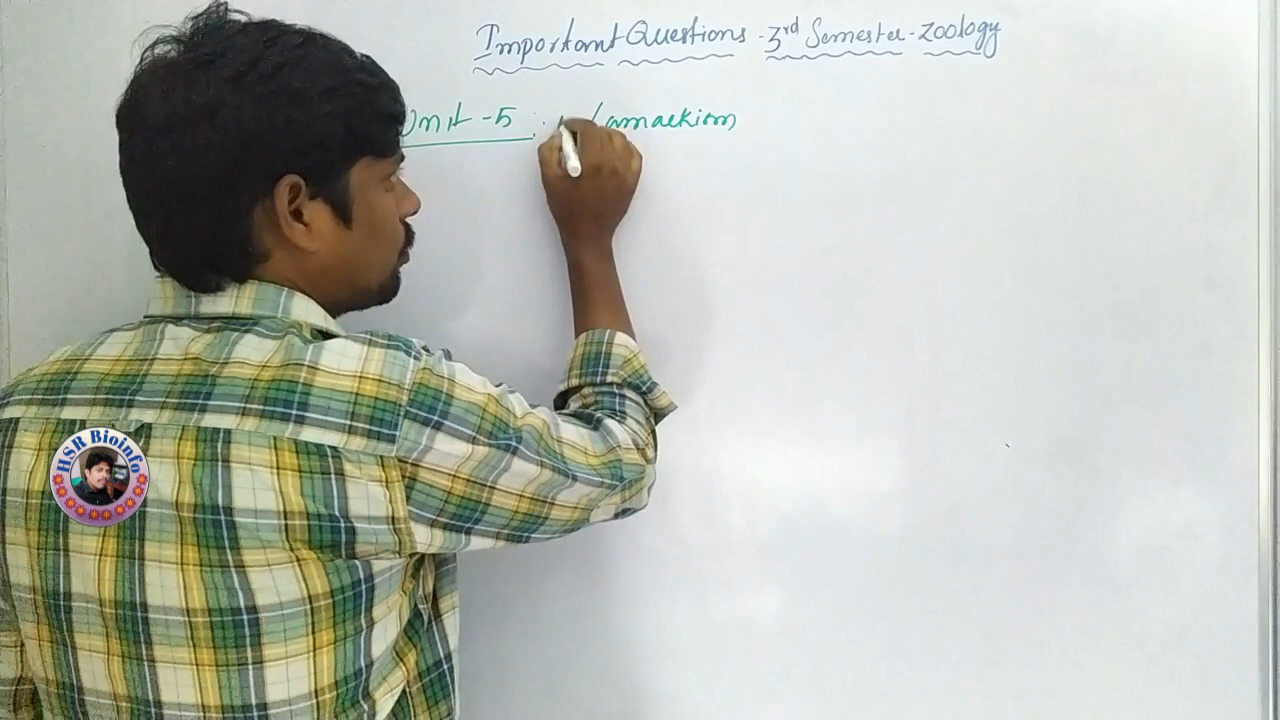 Important Questions - 3rd Semester - Zoology
Unit - 5 : Lamarckism
HSR Bioinfo